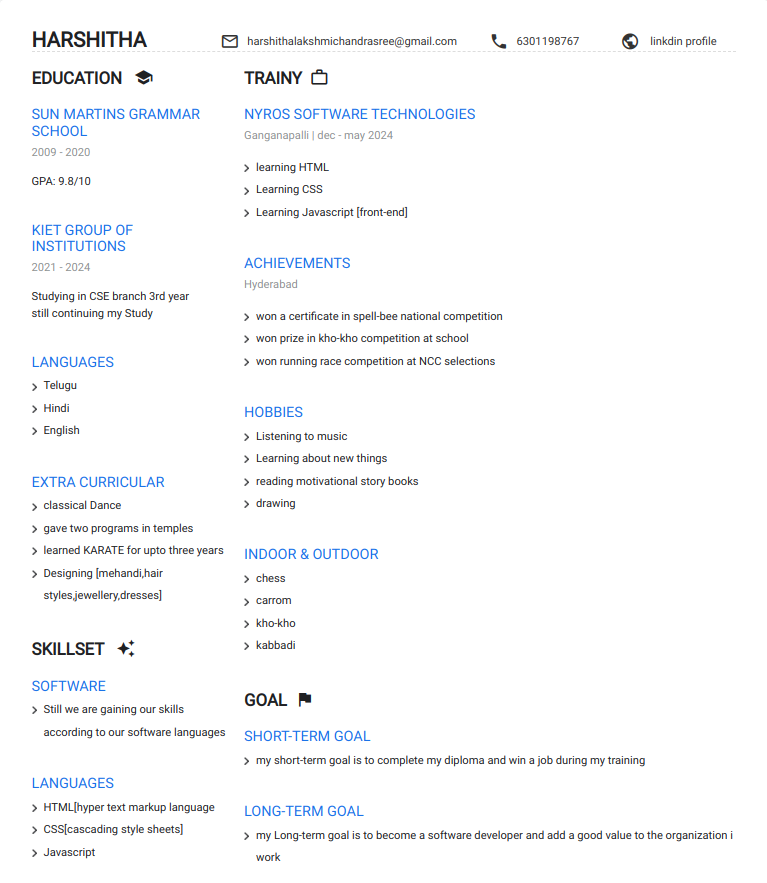 HARSHITHA
harshithalakshmichandrasree@gmail.com
6301198767
linkdin profile
EDUCATION
SUN MARTINS GRAMMAR
SCHOOL
2009 - 2020
GPA: 9.8/10
KIET GROUP OF
INSTITUTIONS
2021 - 2024
Studying in CSE branch 3rd year
still continuing my Study
LANGUAGES
Telugu
Hindi
English
EXTRA CURRICULAR
classical Dance
gave two programs in temples
learned KARATE for upto three years
Designing [mehandi,hair
styles,jewellery,dresses]
SKILLSET
SOFTWARE
Still we are gaining our skills
according to our software languages
LANGUAGES
HTML[hyper text markup language
CSS[cascading style sheets]
Javascript
TRAINY
NYROS SOFTWARE TECHNOLOGIES
Ganganapalli | dec - may 2024
learning HTML
Learning CSS
Learning Javascript [front-end]
ACHIEVEMENTS
Hyderabad
won a certificate in spell-bee national competition
won prize in kho-kho competition at school
won running race competition at NCC selections
HOBBIES
Listening to music
Learning about new things
reading motivational story books
drawing
INDOOR & OUTDOOR
chess
carrom
kho-kho
kabbadi
GOAL
SHORT-TERM GOAL
my short-term goal is to complete my diploma and win a job during my training
LONG-TERM GOAL
my Long-term goal is to become a software developer and add a good value to the organization i
work